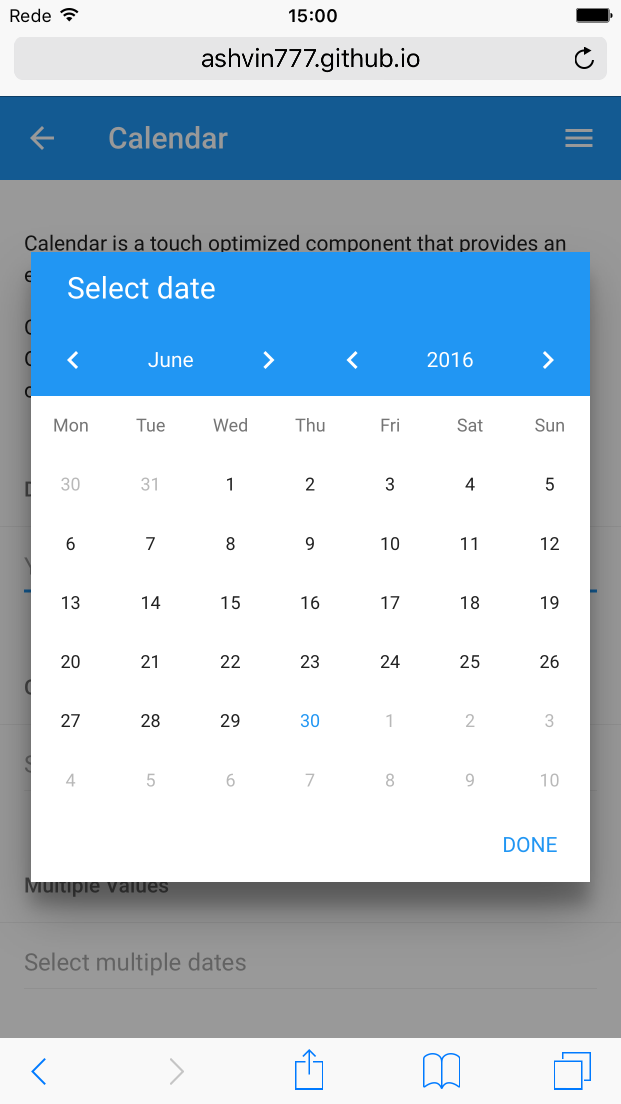 Rede 15:00
ashvin777.github.io
Calendar
Calendar is a touch optimized component that provides an
Select date
June 2016
Mon Tue Wed Thu Fri Sat Sun
30 31 1 2 3 4 5
6 7 8 9 10 11 12
13 14 15 16 17 18 19
20 21 22 23 24 25 26
27 28 29 30 1 2 3
4 5 6 7 8 9 10
DONE
Multiple Values
Select multiple dates